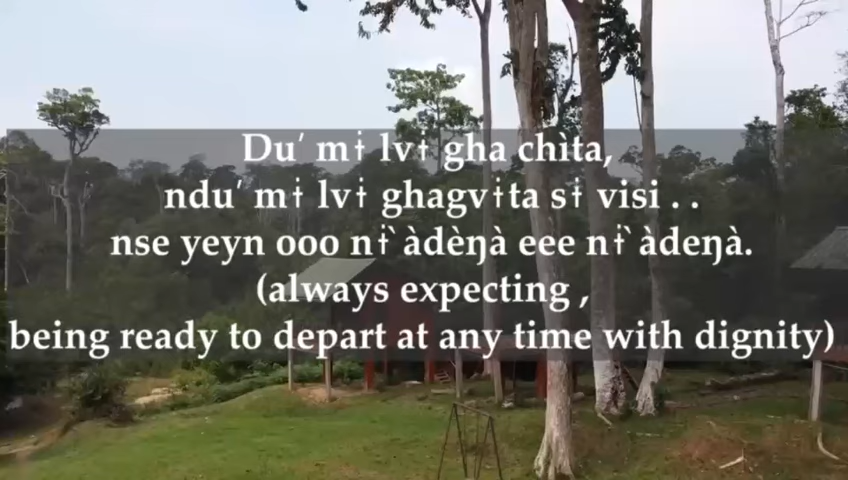 Duʼ mɨ lvɨ gha chìta,
nduʼ mɨ lvɨ ghagvɨta sɨ visi . .
nse yeyn ooo nɨ̀ àdèŋà eee nɨ̀ àdeŋà.
(always expecting ,
being ready to depart at any time with dignity)